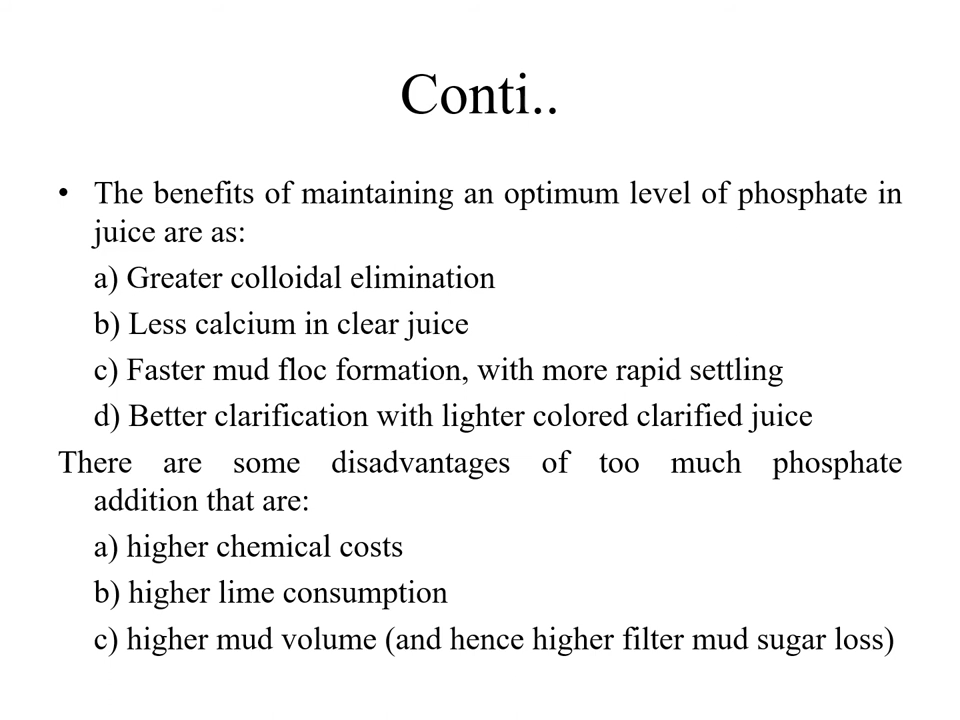 Conti..
• The benefits of maintaining an optimum level of phosphate in
juice are as:
a) Greater colloidal elimination
b) Less calcium in clear juice
c) Faster mud floc formation, with more rapid settling
d) Better clarification with lighter colored clarified juice
There are some disadvantages of too much phosphate
addition that are:
a) higher chemical costs
b) higher lime consumption
c) higher mud volume (and hence higher filter mud sugar loss)